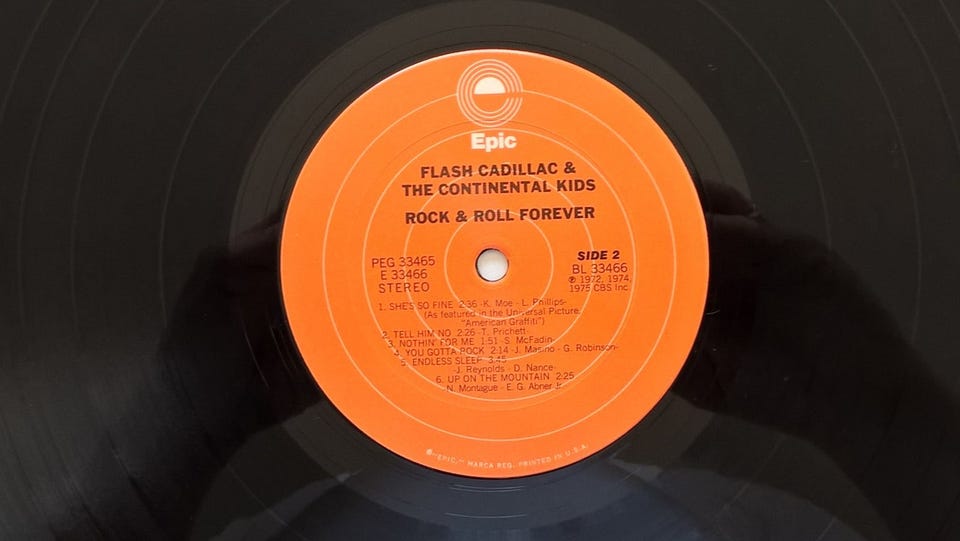 Epic
FLASH CADILLAC &
THE CONTINENTAL KIDS
ROCK & ROLL FOREVER
PEG 33465
E 33466
STEREO
SIDE 2
BL 33466
℗ 1972, 1974,
1975 CBS Inc.
1. SHE'S SO FINE 2:36 -K. Moe - L. Phillips-
(As featured in the Universal Picture,
"American Graffiti")
2. TELL HIM NO 2:26 -T. Prichett-
3. NOTHIN' FOR ME 1:51 -S. McFadin-
4. YOU GOTTA ROCK 2:14 -J. Masino - G. Robinson-
5. ENDLESS SLEEP 3:45
-J. Reynolds - D. Nance-
6. UP ON THE MOUNTAIN 2:25
-N. Montague - E. G. Abner Jr.-
"EPIC," MARCA REG. PRINTED IN U.S.A.